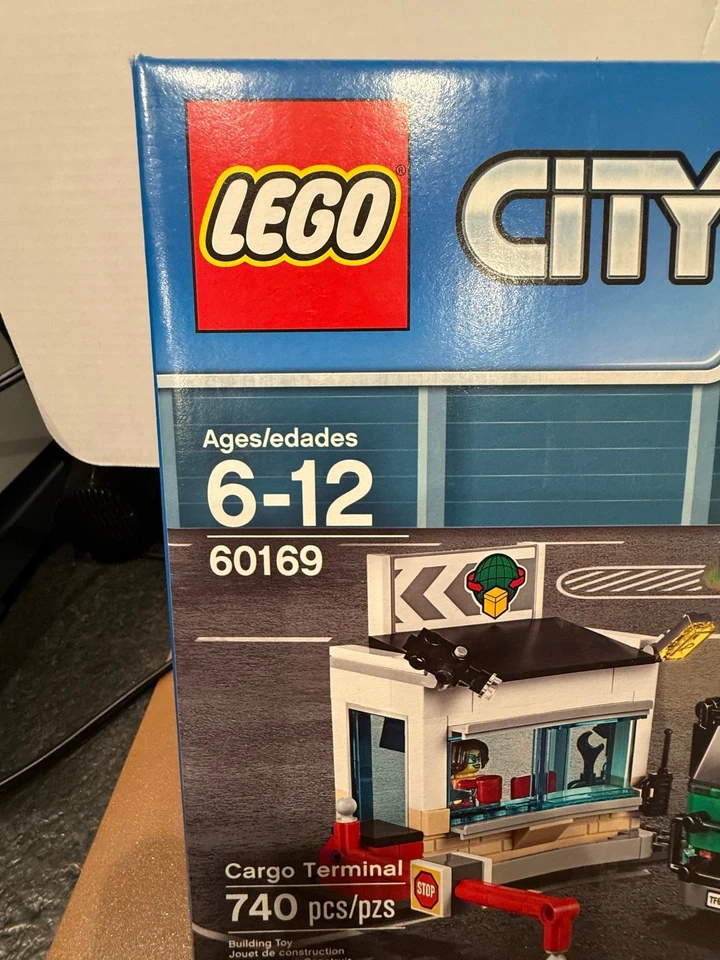 LEGO®
CITY
Ages/edades
6-12
60169
Cargo Terminal
740 pcs/pzs
STOP
Building Toy
Jouet de construction